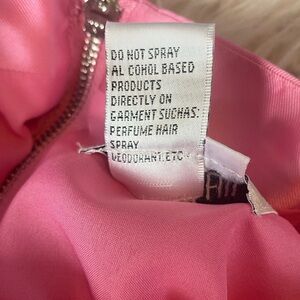 DO NOT SPRAY
AL COHOL BASED
PRODUCTS
DIRECTLY ON
GARMENT SUCHAS:
PERFUME HAIR
SPRAY
DEODORANT.ETC